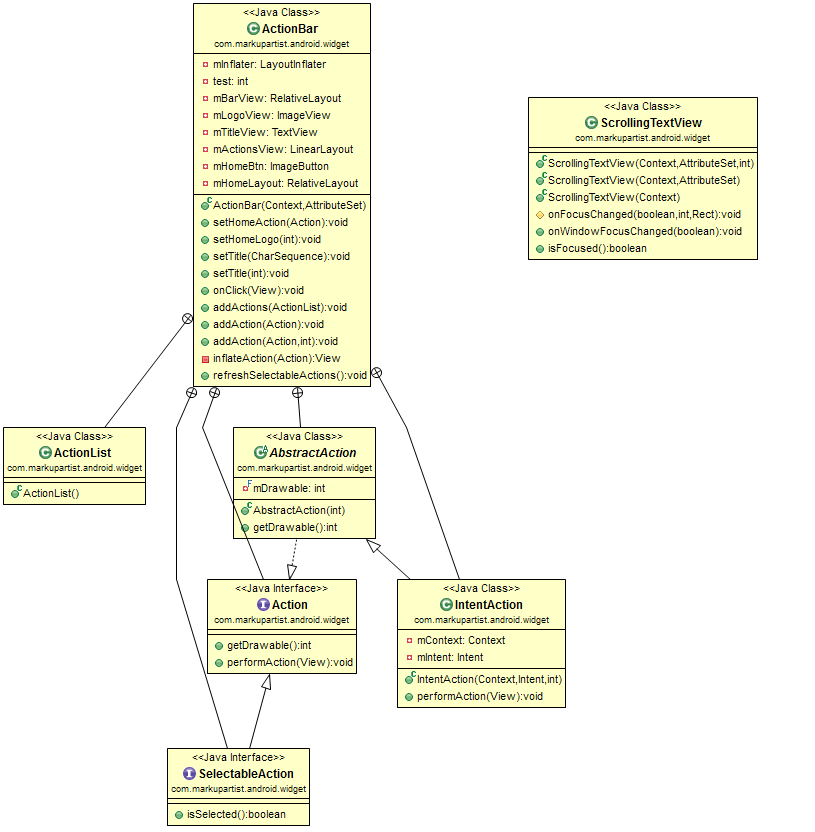 <<Java Class>>
ActionBar
com.markupartist.android.widget
mInflater: LayoutInflater
test: int
mBarView: RelativeLayout
mLogoView: ImageView
mTitleView: TextView
mActionsView: LinearLayout
mHomeBtn: ImageButton
mHomeLayout: RelativeLayout
ActionBar(Context,AttributeSet)
setHomeAction(Action):void
setHomeLogo(int):void
setTitle(CharSequence):void
setTitle(int):void
onClick(View):void
addActions(ActionList):void
addAction(Action):void
addAction(Action,int):void
inflateAction(Action):View
refreshSelectableActions():void
<<Java Class>>
ScrollingTextView
com.markupartist.android.widget
ScrollingTextView(Context,AttributeSet,int)
ScrollingTextView(Context,AttributeSet)
ScrollingTextView(Context)
onFocusChanged(boolean,int,Rect):void
onWindowFocusChanged(boolean):void
isFocused():boolean
<<Java Class>>
ActionList
com.markupartist.android.widget
ActionList()
<<Java Class>>
AbstractAction
com.markupartist.android.widget
mDrawable: int
AbstractAction(int)
getDrawable():int
<<Java Interface>>
Action
com.markupartist.android.widget
getDrawable():int
performAction(View):void
<<Java Class>>
IntentAction
com.markupartist.android.widget
mContext: Context
mIntent: Intent
IntentAction(Context,Intent,int)
performAction(View):void
<<Java Interface>>
SelectableAction
com.markupartist.android.widget
isSelected():boolean